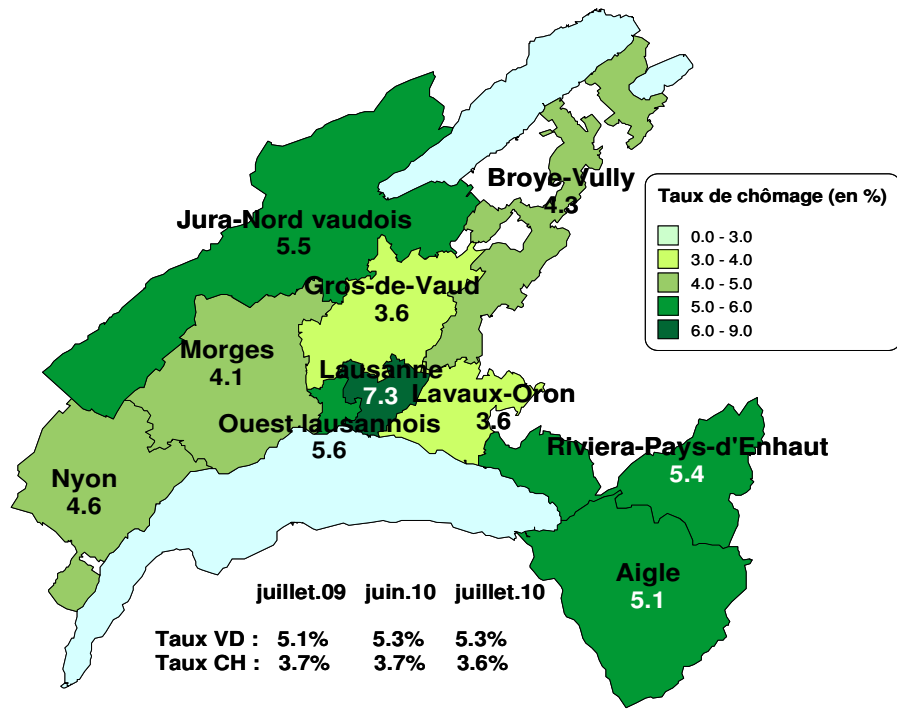 Broye-Vully
4.3
Taux de chômage (en %)
0.0 - 3.0
3.0 - 4.0
4.0 - 5.0
5.0 - 6.0
6.0 - 9.0
Jura-Nord vaudois
5.5
Gros-de-Vaud
3.6
Morges
4.1
Lausanne
7.3
Lavaux-Oron
3.6
Ouest lausannois
5.6
Riviera-Pays-d'Enhaut
5.4
Nyon
4.6
Aigle
5.1
juillet.09 juin.10 juillet.10
Taux VD : 5.1% 5.3% 5.3%
Taux CH : 3.7% 3.7% 3.6%